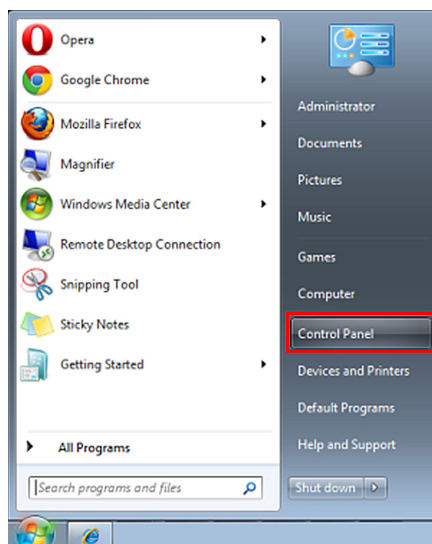 Opera
Google Chrome
Mozilla Firefox
Magnifier
Windows Media Center
Remote Desktop Connection
Snipping Tool
Sticky Notes
Getting Started
All Programs
Search programs and files
Administrator
Documents
Pictures
Music
Games
Computer
Control Panel
Devices and Printers
Default Programs
Help and Support
Shut down